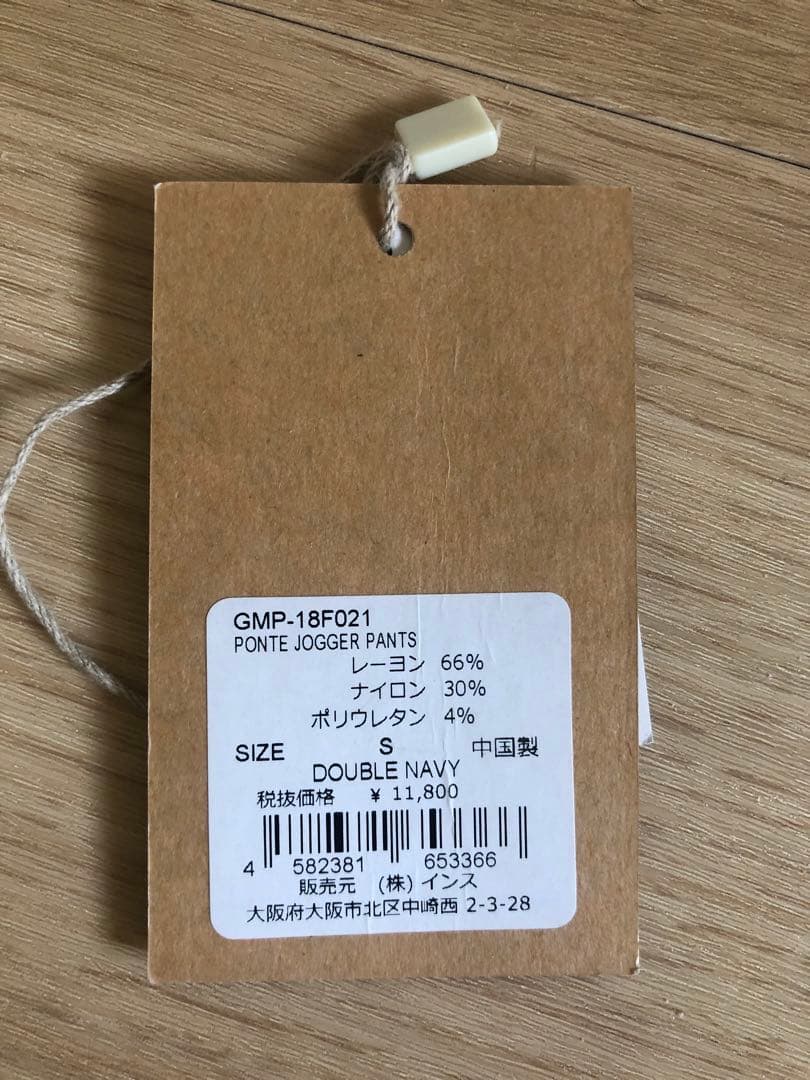 GMP-18F021
PONTE JOGGER PANTS
レーヨン 66%
ナイロン 30%
ポリウレタン 4%
SIZE S 中国製
DOUBLE NAVY
税抜価格 ¥ 11,800
4 582381 653366
販売元 (株) インス
大阪府大阪市北区中崎西 2-3-28